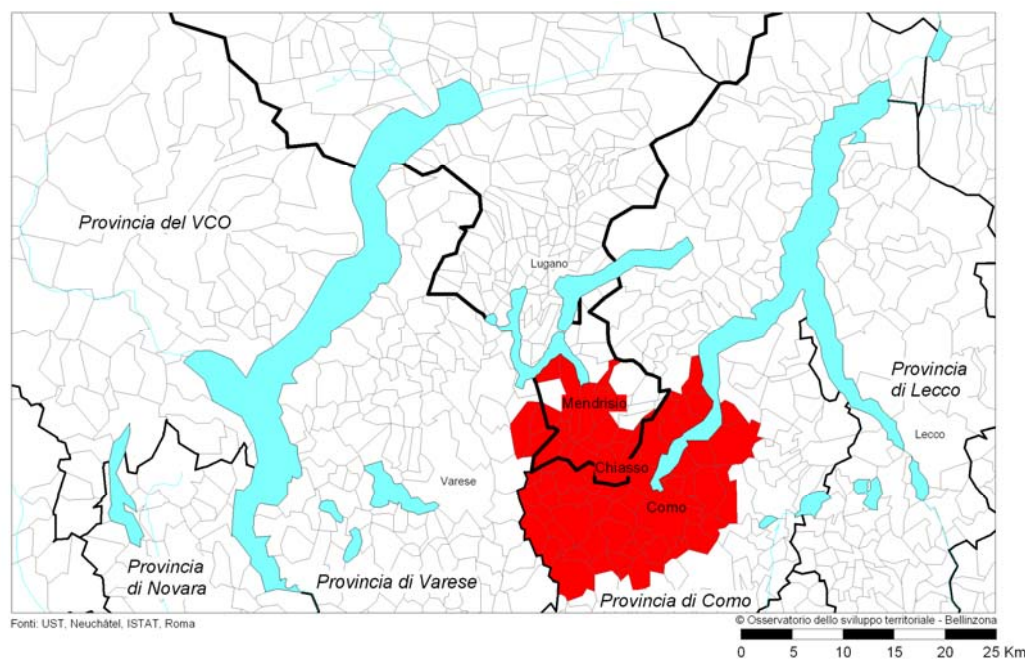 Provincia del VCO
Lugano
Provincia
di Lecco
Mendrisio
Lecco
Chiasso
Varese
Como
Provincia
di Novara
Provincia di Varese
Provincia di Como
Fonti: UST, Neuchâtel, ISTAT, Roma
© Osservatorio dello sviluppo territoriale - Bellinzona
0 5 10 15 20 25 Km